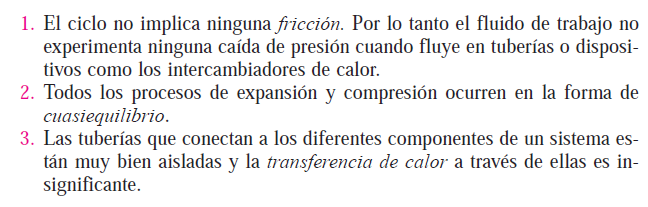 1. El ciclo no implica ninguna fricción. Por lo tanto el fluido de trabajo no
experimenta ninguna caída de presión cuando fluye en tuberías o disposi-
tivos como los intercambiadores de calor.
2. Todos los procesos de expansión y compresión ocurren en la forma de
cuasiequilibrio.
3. Las tuberías que conectan a los diferentes componentes de un sistema es-
tán muy bien aisladas y la transferencia de calor a través de ellas es in-
significante.